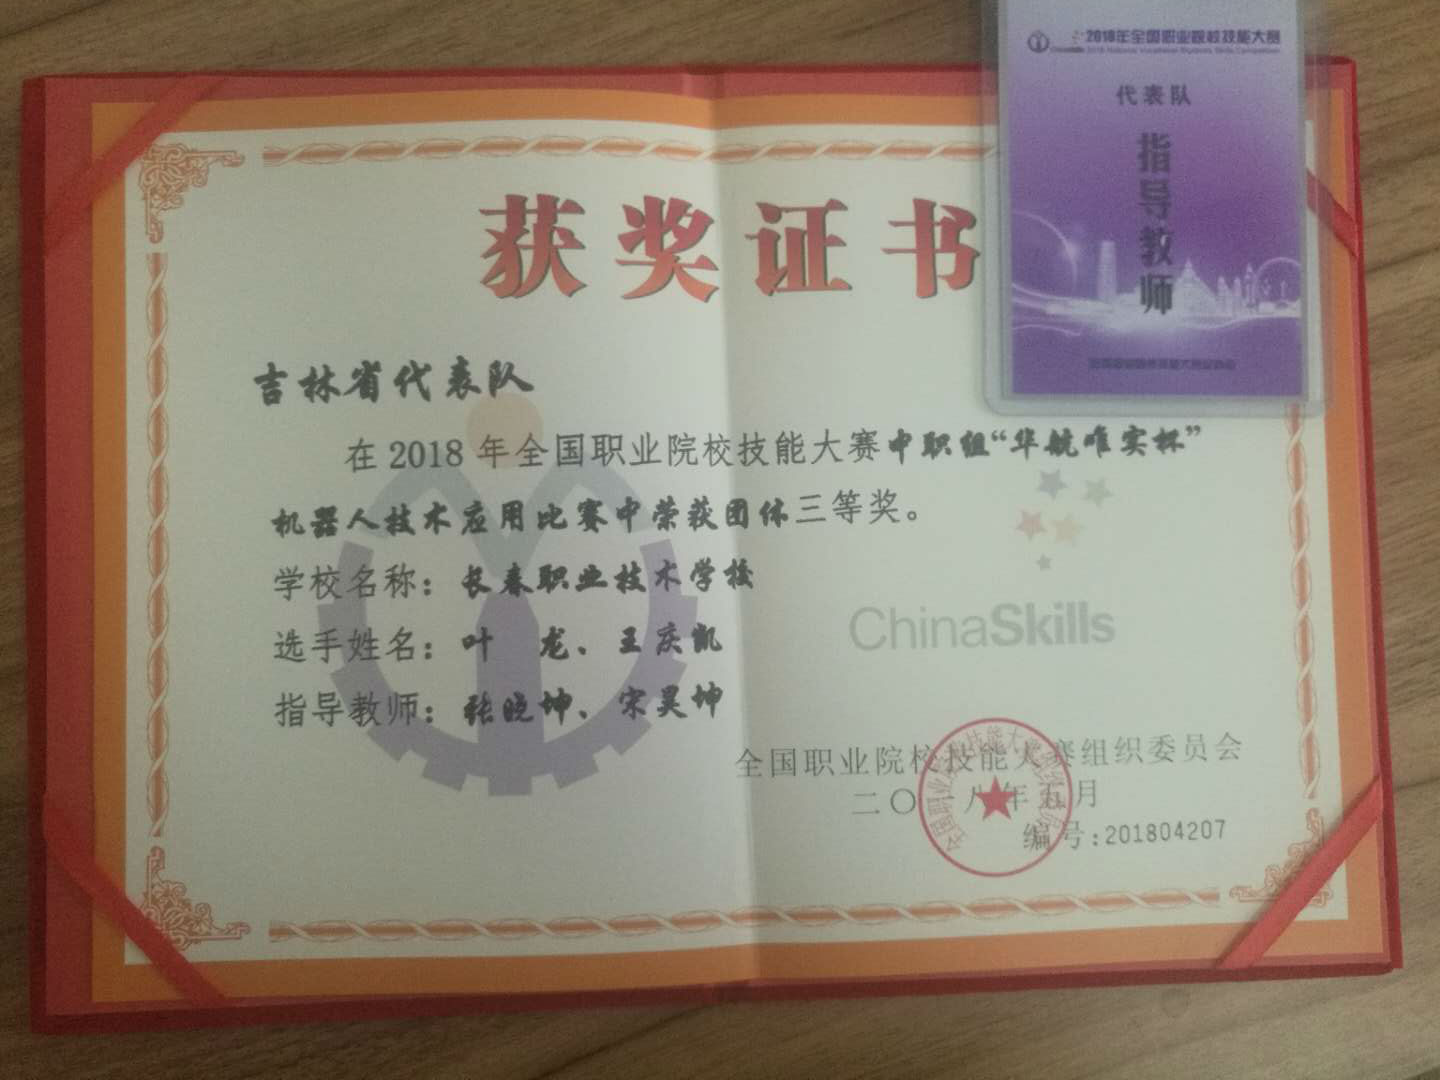 2018年全国职业院校技能大赛
代表队
指导教师
获奖证书
吉林省代表队
在2018年全国职业院校技能大赛中职组“华航唯实杯”
机器人技术应用比赛中荣获团体三等奖。
学校名称：长春职业技术学校
选手姓名：叶 龙、王庆凯
指导教师：张晓坤、宋昊坤
ChinaSkills
全国职业院校技能大赛组织委员会
二〇一八年五月
编号:201804207